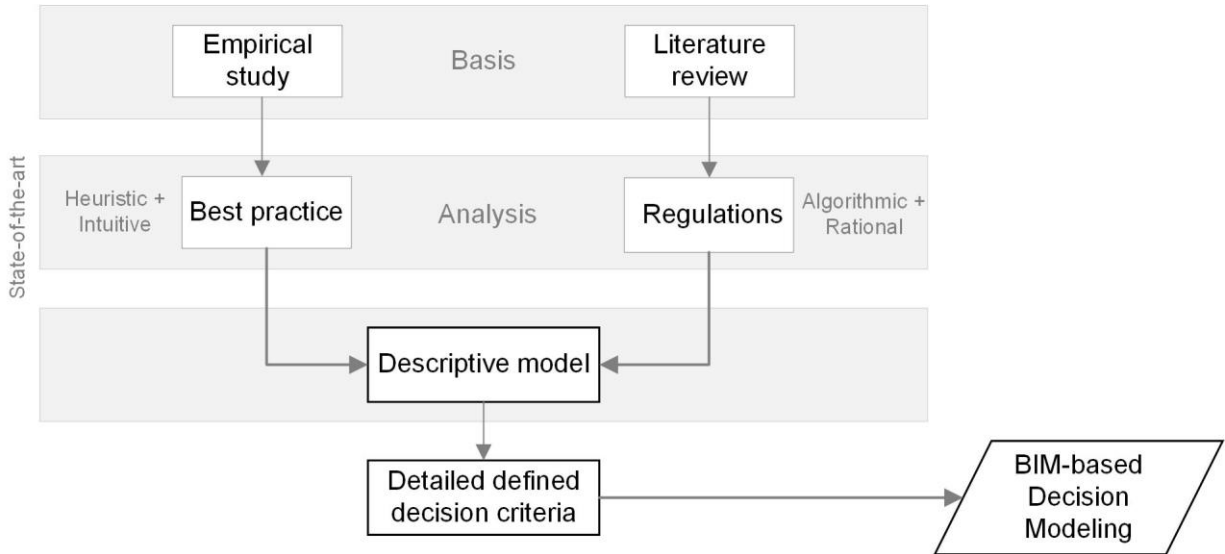 Empirical
study
Basis
Literature
review
State-of-the-art
Heuristic +
Intuitive
Best practice
Analysis
Regulations
Algorithmic +
Rational
Descriptive model
Detailed defined
decision criteria
BIM-based
Decision
Modeling